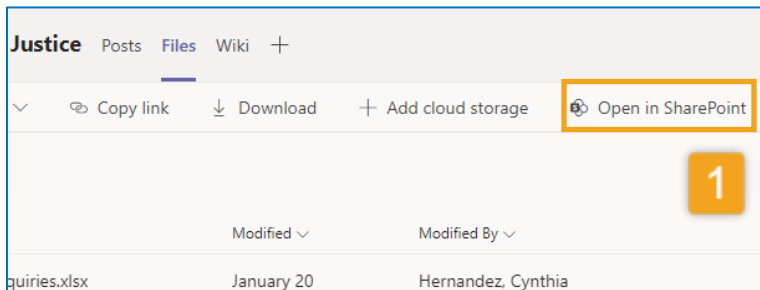 Justice Posts Files Wiki +
Copy link Download + Add cloud storage Open in SharePoint
1
Modified Modified By
quiries.xlsx January 20 Hernandez, Cynthia